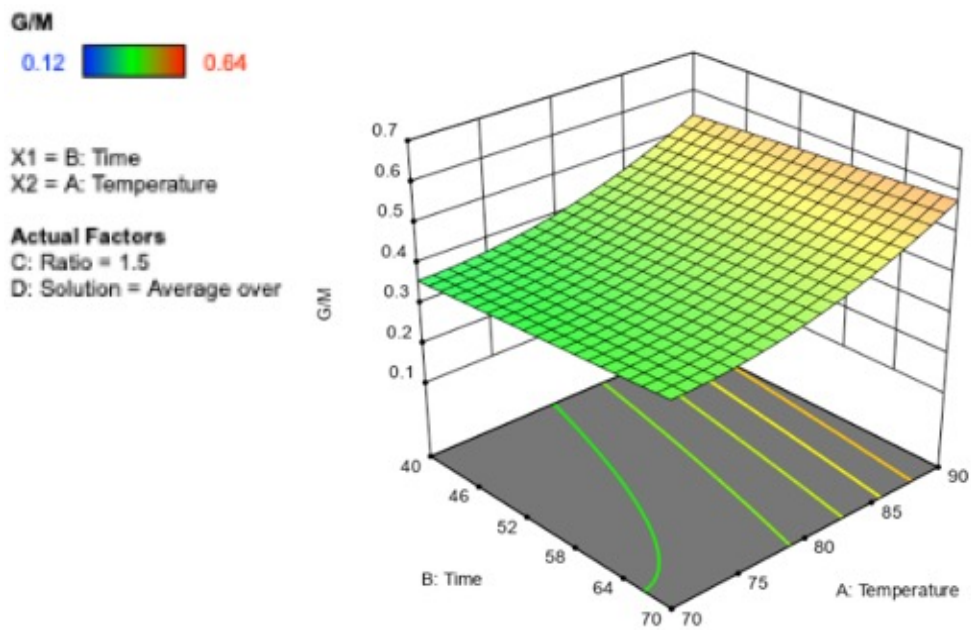 G/M
0.12 0.64
X1 = B: Time
X2 = A: Temperature
Actual Factors
C: Ratio = 1.5
D: Solution = Average over
0.7
0.6
0.5
0.4
0.3
0.2
0.1
G/M
40
46
52
58
64
70
B: Time
70
75
80
85
90
A: Temperature